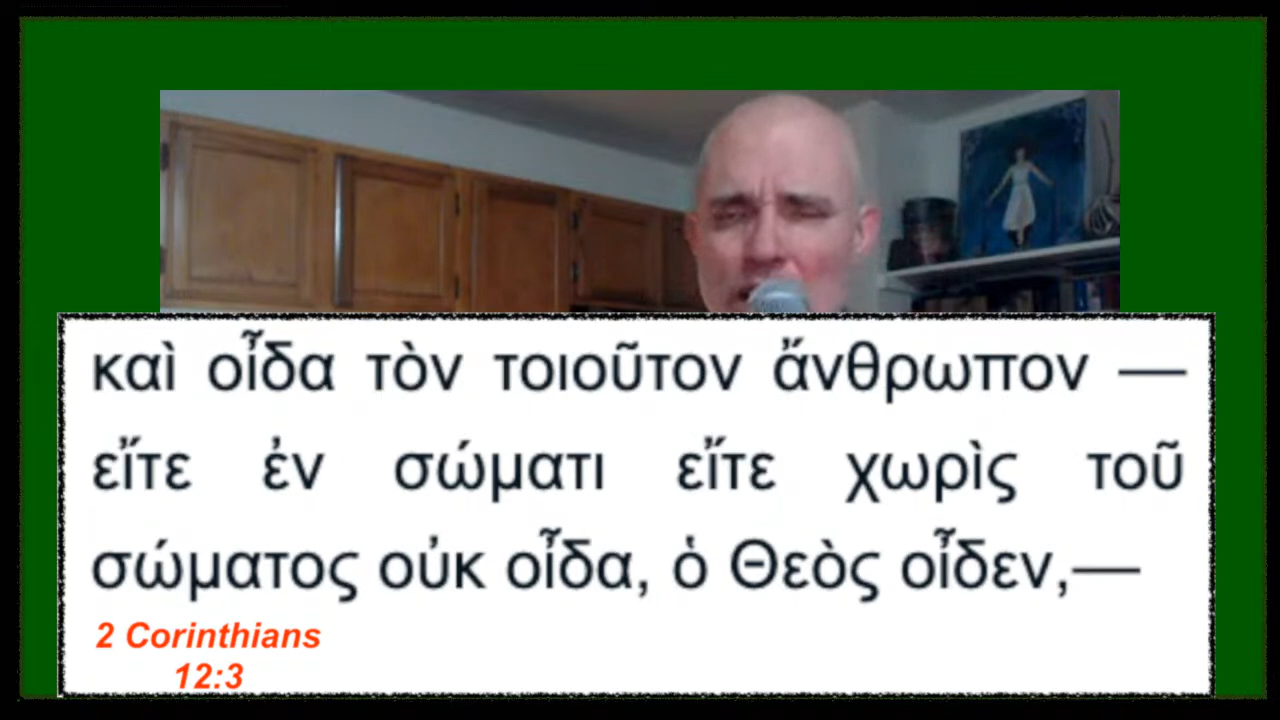 καὶ οἶδα τὸν τοιοῦτον ἄνθρωπον —
εἴτε ἐν σώματι εἴτε χωρὶς τοῦ
σώματος οὐκ οἶδα, ὁ Θεὸς οἶδεν,—
2 Corinthians
12:3